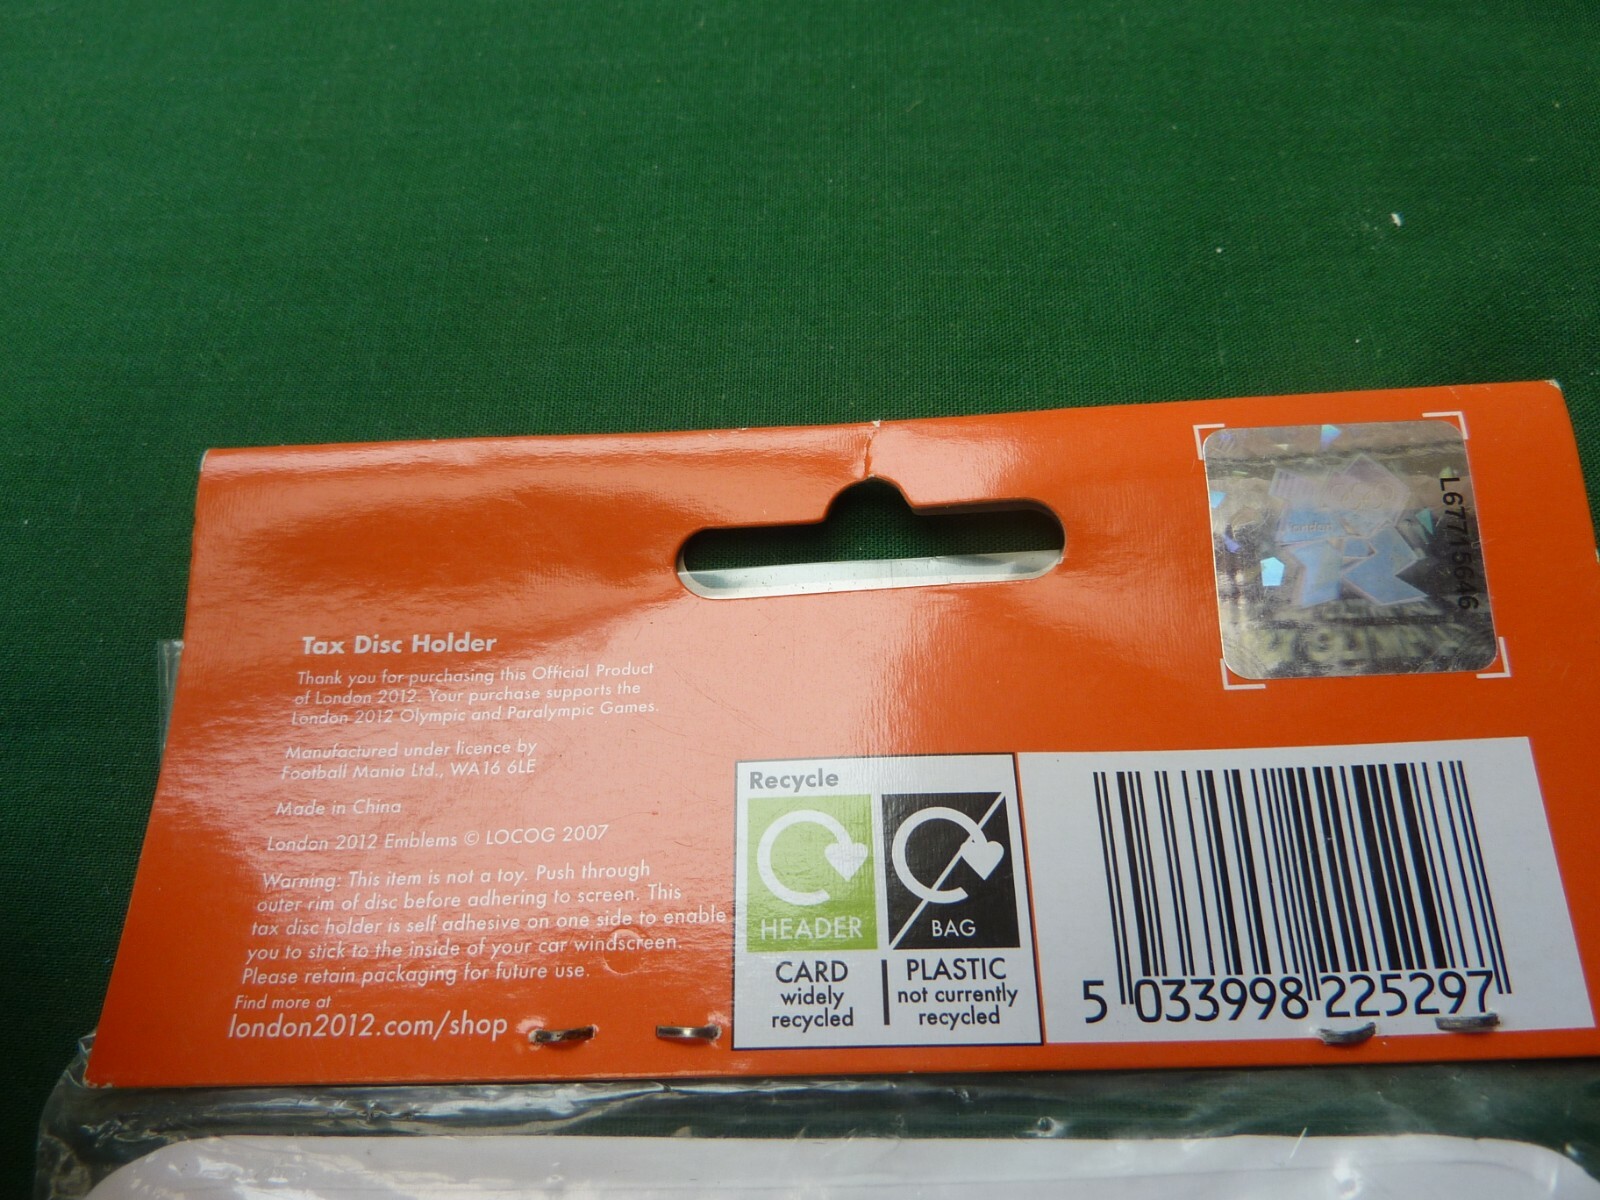 L67715646
London
Tax Disc Holder
Thank you for purchasing this Official Product
of London 2012. Your purchase supports the
London 2012 Olympic and Paralympic Games.
Manufactured under licence by
Football Mania Ltd., WA16 6LE
Made in China
London 2012 Emblems © LOCOG 2007
Warning: This item is not a toy. Push through
outer rim of disc before adhering to screen. This
tax disc holder is self adhesive on one side to enable
you to stick to the inside of your car windscreen.
Please retain packaging for future use.
Find more at
london2012.com/shop
Recycle
HEADER
CARD
widely
recycled
BAG
PLASTIC
not currently
recycled
5 033998 225297